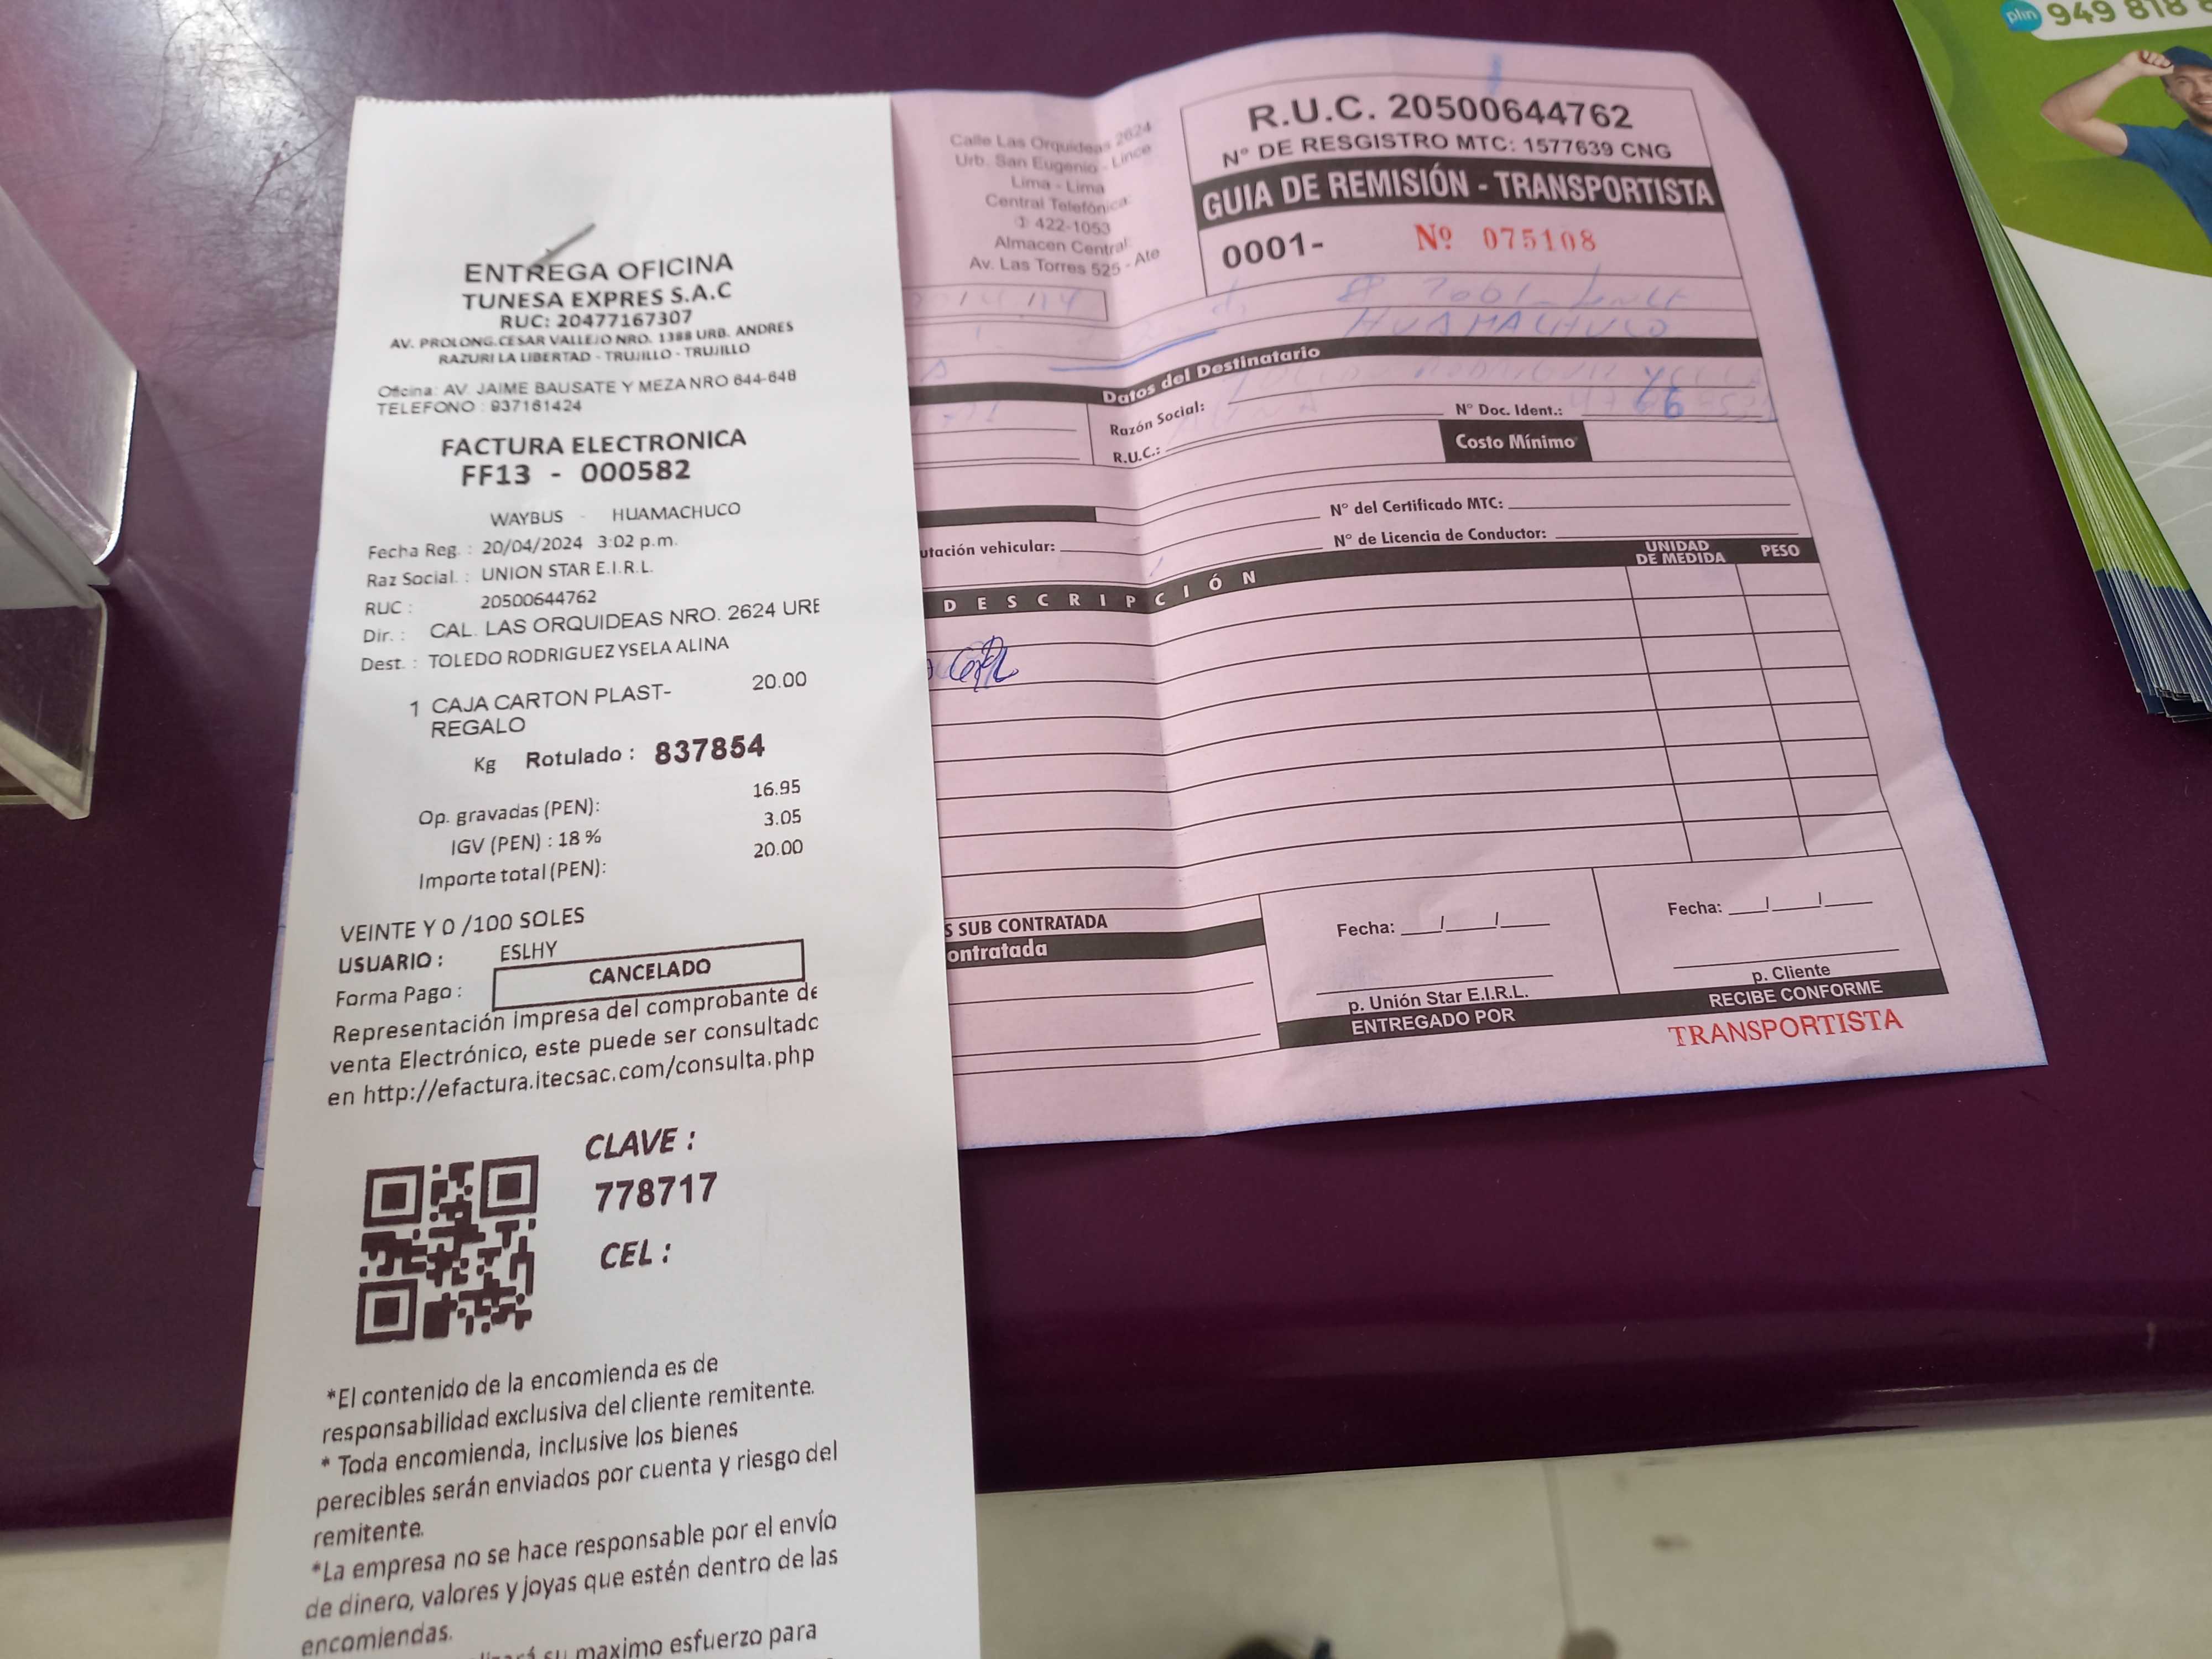 ENTREGA OFICINA
TUNESA EXPRES S.A.C
RUC: 20477167307
AV. PROLONG.CESAR VALLEJO NRO. 1388 URB. ANDRES
RAZURI LA LIBERTAD - TRUJILLO - TRUJILLO
Oficina: AV. JAIME BAUSATE Y MEZA NRO 644-648
TELEFONO : 937161424
FACTURA ELECTRONICA
FF13 - 000582
WAYBUS - HUAMACHUCO
Fecha Reg. : 20/04/2024 3:02 p.m.
Raz Social. : UNION STAR E.I.R.L.
RUC : 20500644762
Dir. : CAL. LAS ORQUIDEAS NRO. 2624 URE
Dest. : TOLEDO RODRIGUEZ YSELA ALINA
1 CAJA CARTON PLAST- 20.00
REGALO
Kg Rotulado : 837854
Op. gravadas (PEN): 16.95
IGV (PEN) : 18 % 3.05
Importe total (PEN): 20.00
VEINTE Y 0 /100 SOLES
USUARIO : ESLHY
Forma Pago : CANCELADO
Representación impresa del comprobante de
venta Electrónico, este puede ser consultado
en http://efactura.itecsac.com/consulta.php
CLAVE :
778717
CEL :
*El contenido de la encomienda es de
responsabilidad exclusiva del cliente remitente.
* Toda encomienda, inclusive los bienes
perecibles serán enviados por cuenta y riesgo del
remitente.
*La empresa no se hace responsable por el envío
de dinero, valores y joyas que estén dentro de las
encomiendas.
su maximo esfuerzo para
Calle Las Orquideas 2624
Urb. San Eugenio - Lince
Lima - Lima
Central Telefónica:
422-1053
Almacen Central:
Av. Las Torres 525 - Ate
R.U.C. 20500644762
N° DE RESGISTRO MTC: 1577639 CNG
GUIA DE REMISIÓN - TRANSPORTISTA
0001- Nº 075108
HUAMACHUCO
Datos del Destinatario
Razón Social:
N° Doc. Ident.:
R.U.C.:
Costo Mínimo
N° del Certificado MTC:
utación vehicular:
N° de Licencia de Conductor:
DESCRIPCIÓN
UNIDAD
DE MEDIDA
PESO
S SUB CONTRATADA
ontratada
Fecha: / /
p. Unión Star E.I.R.L.
ENTREGADO POR
Fecha: / /
p. Cliente
RECIBE CONFORME
TRANSPORTISTA
plin 949 818